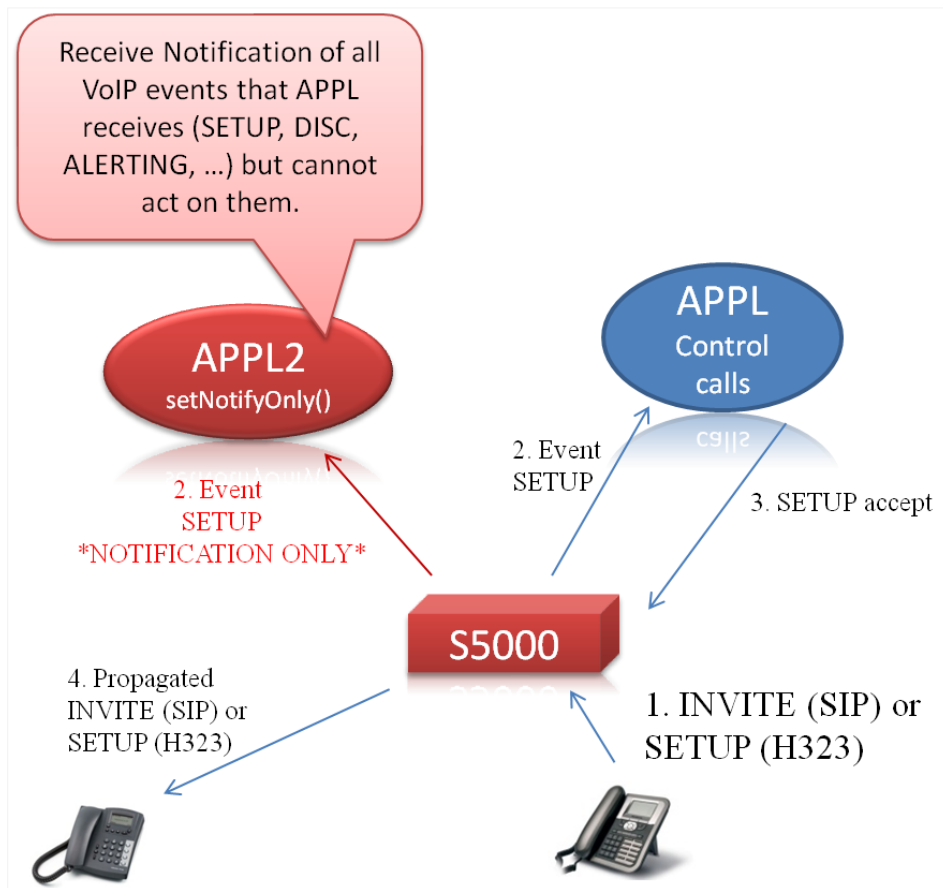 Receive Notification of all
VoIP events that APPL
receives (SETUP, DISC,
ALERTING, …) but cannot
act on them.
APPL2
setNotifyOnly()
APPL
Control
calls
2. Event
SETUP
*NOTIFICATION ONLY*
2. Event
SETUP
3. SETUP accept
S5000
4. Propagated
INVITE (SIP) or
SETUP (H323)
1. INVITE (SIP) or
SETUP (H323)